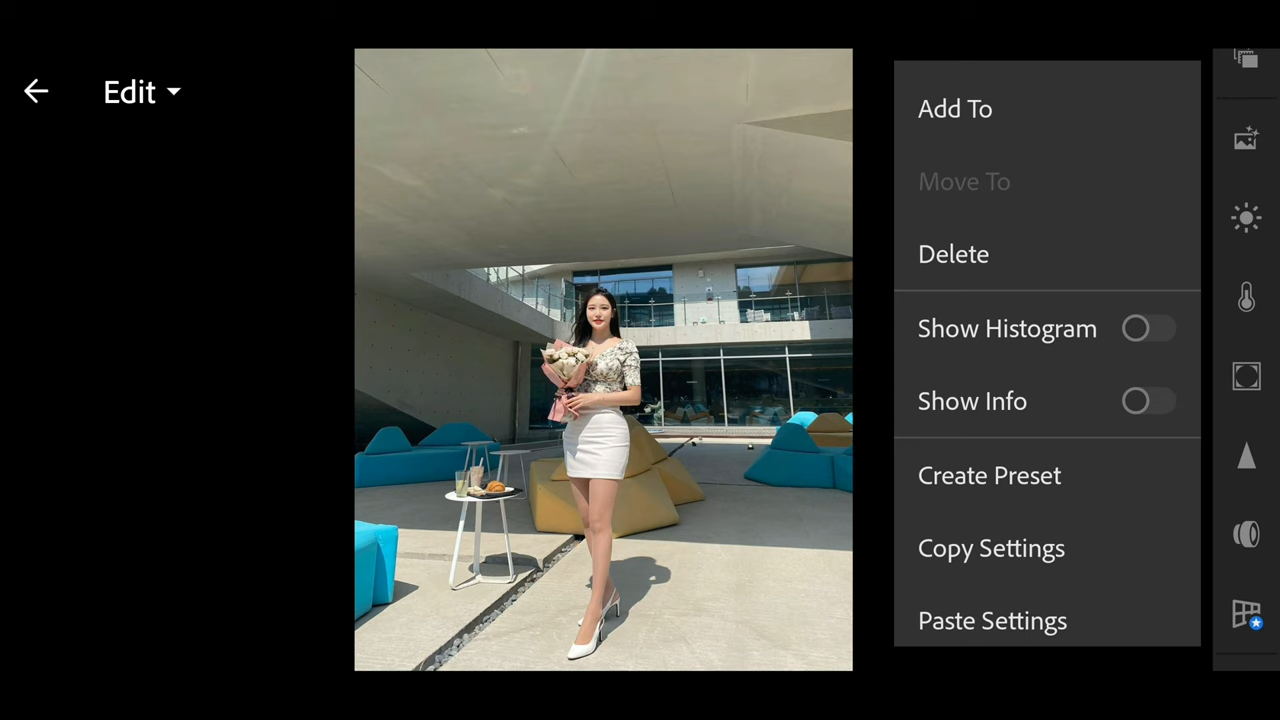 Edit
Add To
Move To
Delete
Show Histogram
Show Info
Create Preset
Copy Settings
Paste Settings